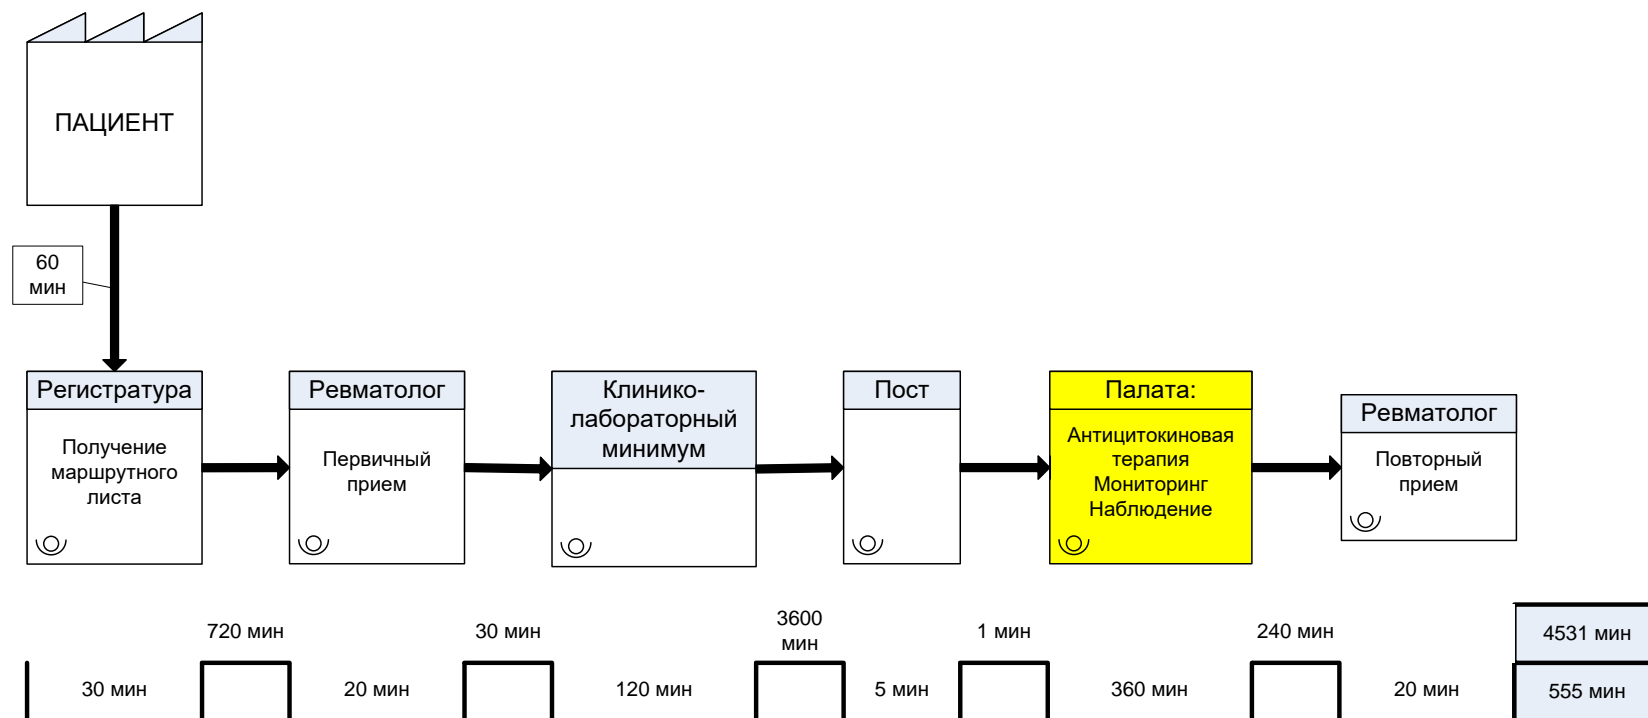 ПАЦИЕНТ
60
мин
Регистратура
Получение
маршрутного
листа
Ревматолог
Первичный
прием
Клинико-
лабораторный
минимум
Пост
Палата:
Антицитокиновая
терапия
Мониторинг
Наблюдение
Ревматолог
Повторный
прием
720 мин
30 мин
3600
мин
1 мин
240 мин
4531 мин
30 мин
20 мин
120 мин
5 мин
360 мин
20 мин
555 мин